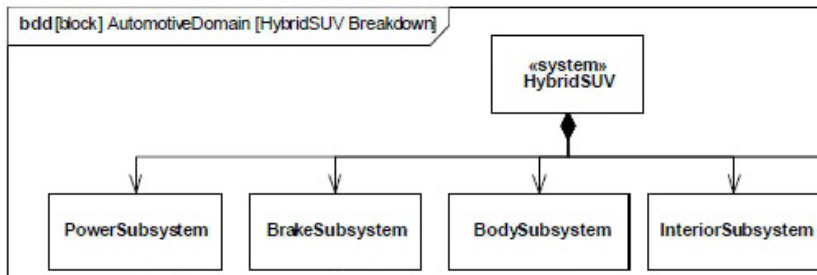 bdd [block] AutomotiveDomain [HybridSUV Breakdown]
«system»
HybridSUV
PowerSubsystem
BrakeSubsystem
BodySubsystem
InteriorSubsystem